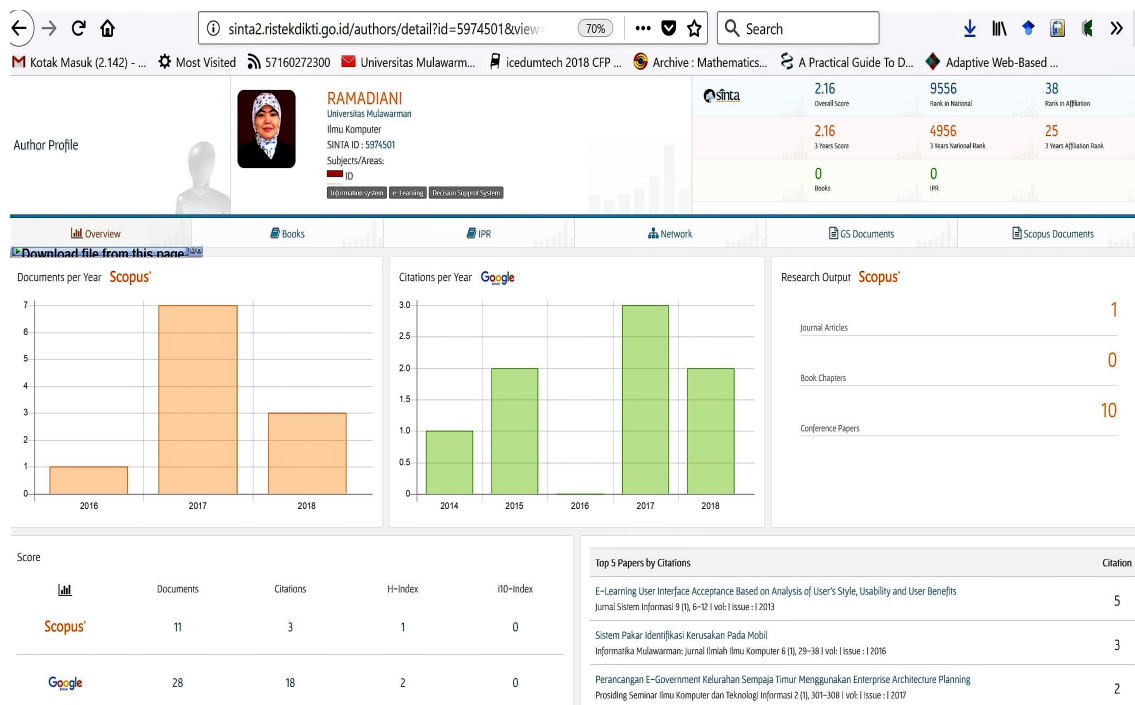 sinta2.ristekdikti.go.id/authors/detail?id=5974501&view=
70%
Search
Kotak Masuk (2.142) - ...
Most Visited
57160272300
Universitas Mulawarm...
icedumtech 2018 CFP ...
Archive : Mathematics...
A Practical Guide To D...
Adaptive Web-Based ...
Author Profile
RAMADIANI
Universitas Mulawarman
Ilmu Komputer
SINTA ID : 5974501
Subjects/Areas:
ID
Information system e-Learning Decision Supprot System
sinta
2.16 9556 38
Overall Score Rank in National Rank in Affiliation
2.16 4956 25
3 Years Score 3 Years National Rank 3 Years Affiliation Rank
0 0
Books IPR
Overview Books IPR Network GS Documents Scopus Documents
Download file from this page
Documents per Year Scopus
7
6
5
4
3
2
1
0
2016 2017 2018
Citations per Year Google
3.0
2.5
2.0
1.5
1.0
0.5
0
2014 2015 2016 2017 2018
Research Output Scopus
1
Journal Articles
0
Book Chapters
10
Conference Papers
Score
Documents Citations H-Index i10-Index
Scopus 11 3 1 0
Google 28 18 2 0
Top 5 Papers by Citations Citation
E-Learning User Interface Acceptance Based on Analysis of User's Style, Usability and User Benefits
Jurnal Sistem Informasi 9 (1), 6-12 | vol: | issue : | 2013
5
Sistem Pakar Identifikasi Kerusakan Pada Mobil
Informatika Mulawarman: Jurnal Ilmiah Ilmu Komputer 6 (1), 29-38 | vol: | issue : | 2016
3
Perancangan E-Government Kelurahan Sempaja Timur Menggunakan Enterprise Architecture Planning
Prosiding Seminar Ilmu Komputer dan Teknologi Informasi 2 (1), 301-308 | vol: | issue : | 2017
2